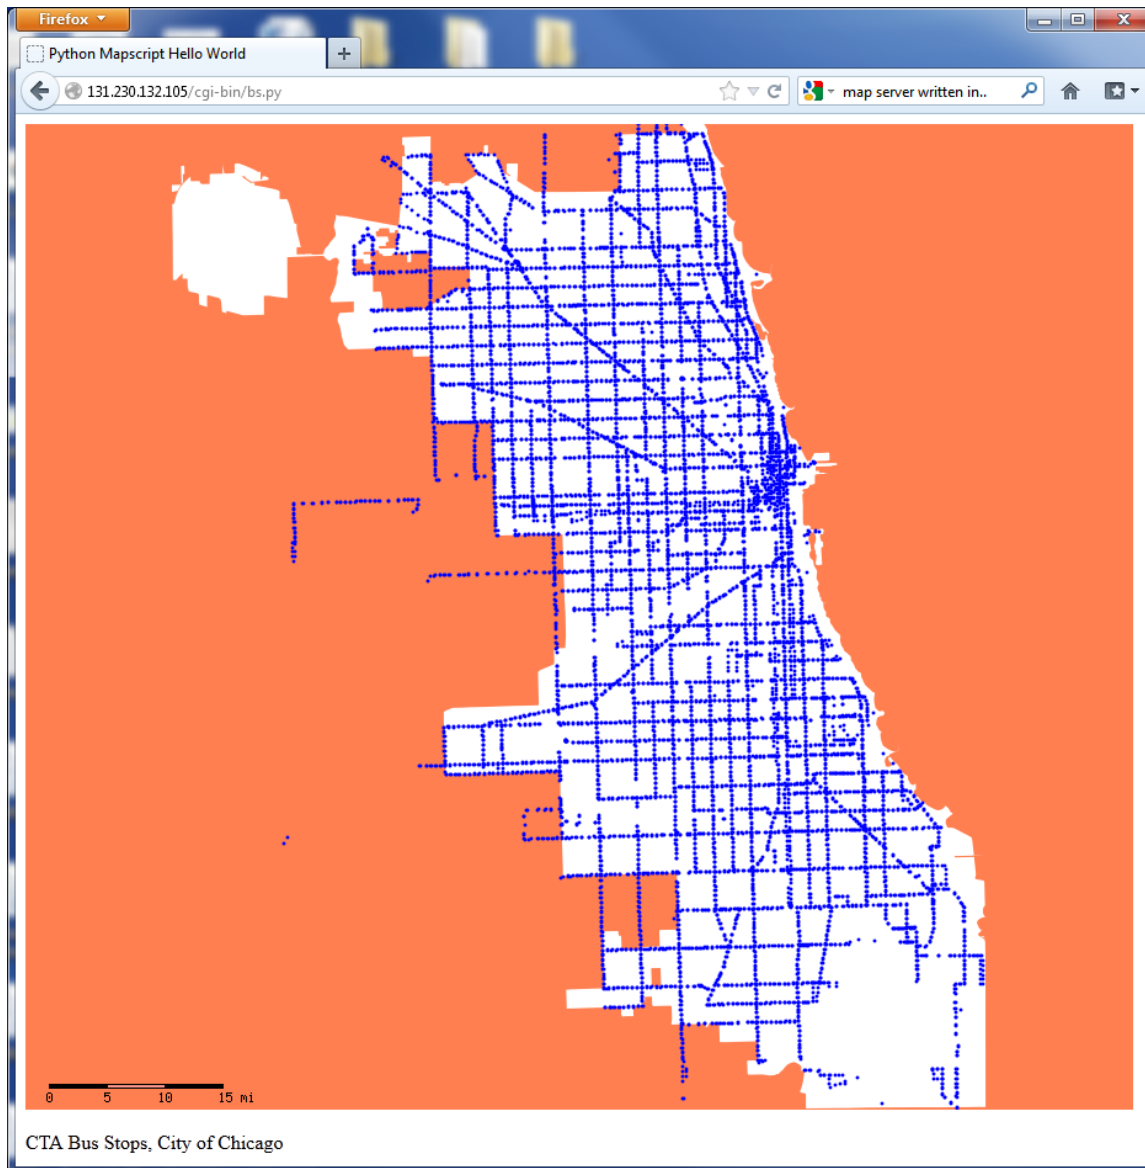 Firefox
Python Mapscript Hello World
131.230.132.105/cgi-bin/bs.py
map server written in..
0 5 10 15 mi
CTA Bus Stops, City of Chicago